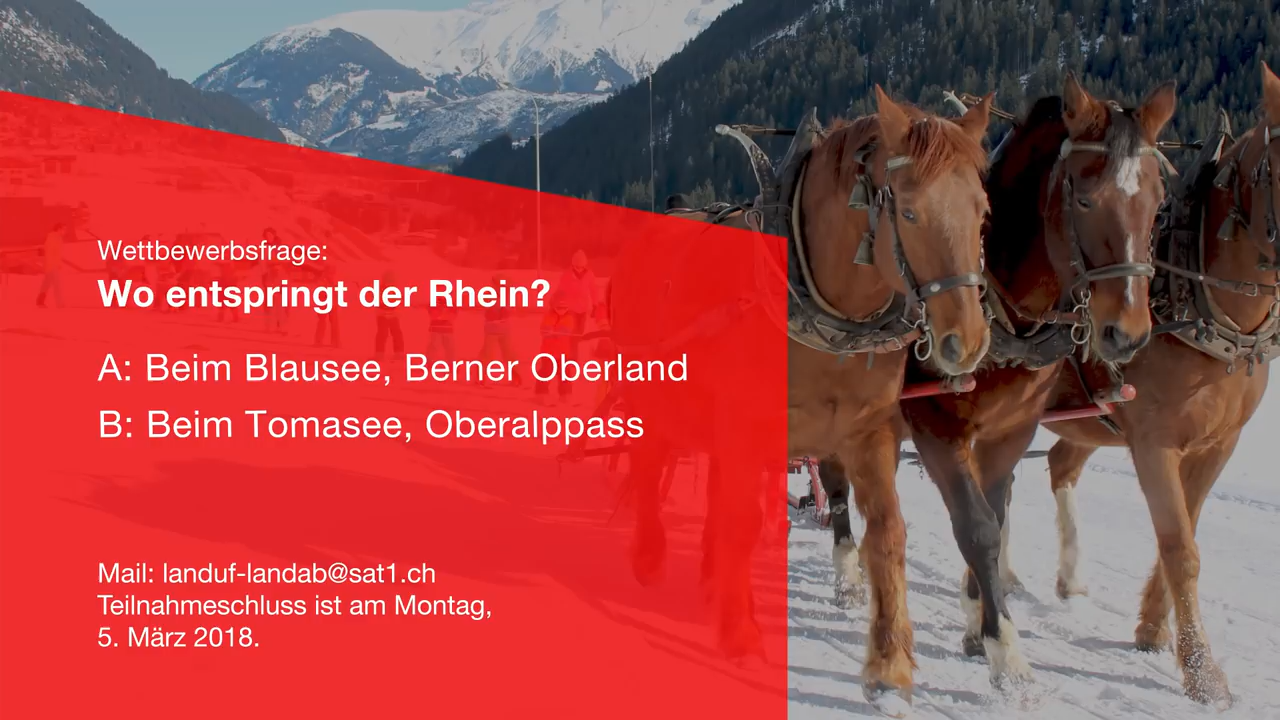 Wettbewerbsfrage:
Wo entspringt der Rhein?
A: Beim Blausee, Berner Oberland
B: Beim Tomasee, Oberalppass
Mail: landuf-landab@sat1.ch
Teilnahmeschluss ist am Montag,
5. März 2018.